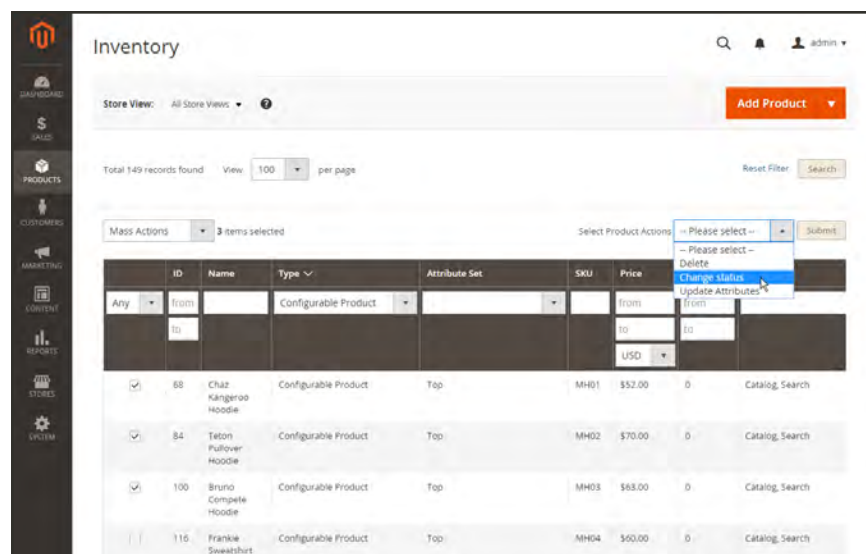 Inventory
admin
DASHBOARD
SALES
PRODUCTS
CUSTOMERS
MARKETING
CONTENT
REPORTS
STORES
SYSTEM
Store View: All Store Views
Add Product
Total 149 records found View 100 per page
Reset Filter Search
Mass Actions 3 items selected
Select Product Actions -- Please select -- Submit
-- Please select --
Delete
Change status
Update Attributes
ID Name Type Attribute Set SKU Price
Any from Configurable Product from from
to to to
USD
68 Chaz Configurable Product Top MH01 $52.00 0 Catalog, Search
Kangeroo
Hoodie
84 Teton Configurable Product Top MH02 $70.00 0 Catalog, Search
Pullover
Hoodie
100 Bruno Configurable Product Top MH03 $63.00 0 Catalog, Search
Compete
Hoodie
116 Frankie Configurable Product Top MH04 $60.00 0 Catalog, Search
Sweatshirt